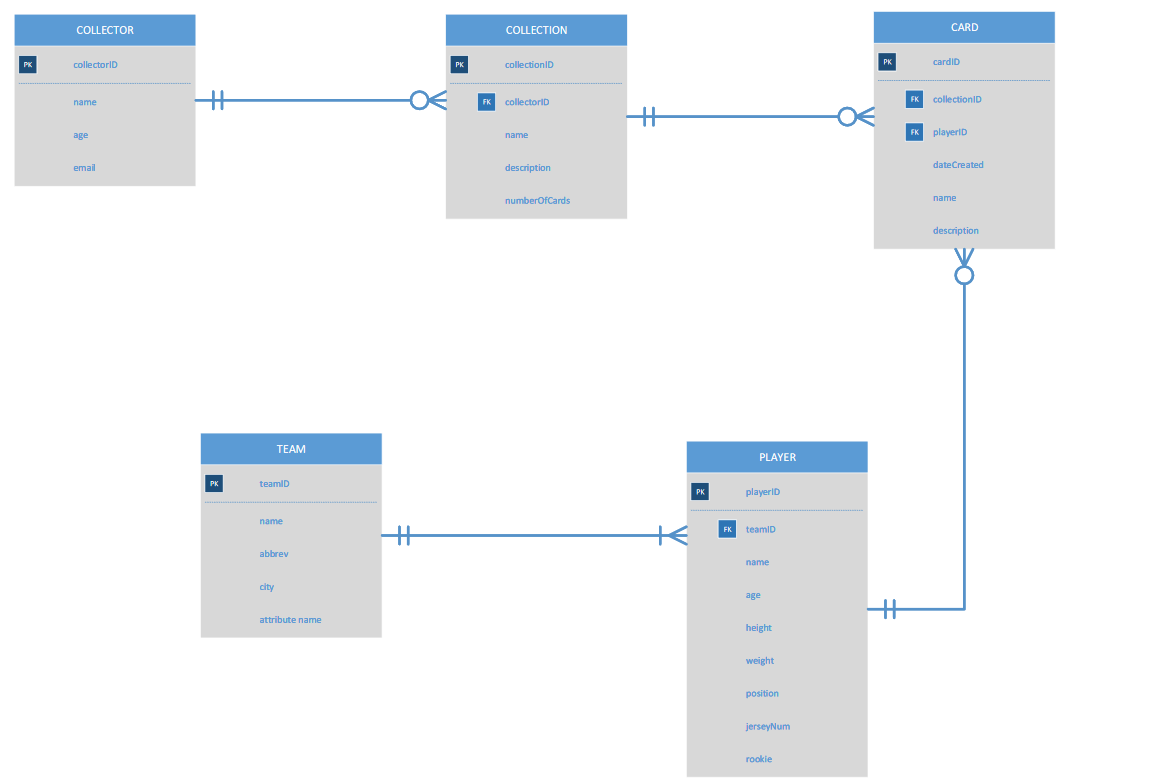 COLLECTOR
PK collectorID
name
age
email
COLLECTION
PK collectionID
FK collectorID
name
description
numberOfCards
CARD
PK cardID
FK collectionID
FK playerID
dateCreated
name
description
TEAM
PK teamID
name
abbrev
city
attribute name
PLAYER
PK playerID
FK teamID
name
age
height
weight
position
jerseyNum
rookie